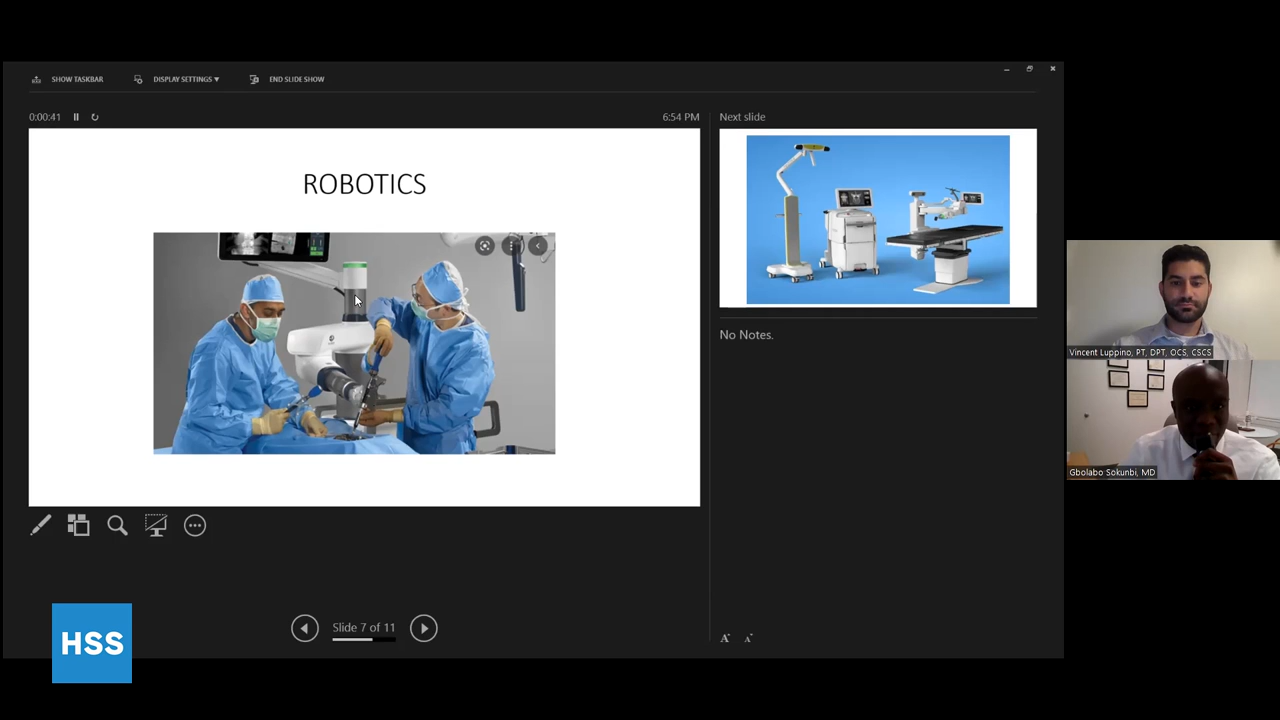 SHOW TASKBAR
DISPLAY SETTINGS ▼
END SLIDE SHOW
0:00:41
6:54 PM
Next slide
ROBOTICS
No Notes.
Vincent Luppino, PT, DPT, OCS, CSCS
Gbolabo Sokunbi, MD
Slide 7 of 11
HSS